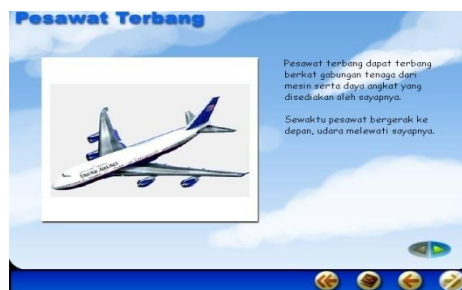 Pesawat Terbang
Pesawat terbang dapat terbang
berkat gabungan tenaga dari
mesin serta daya angkat yang
disediakan oleh sayapnya.
Sewaktu pesawat bergerak ke
depan, udara melewati sayapnya.